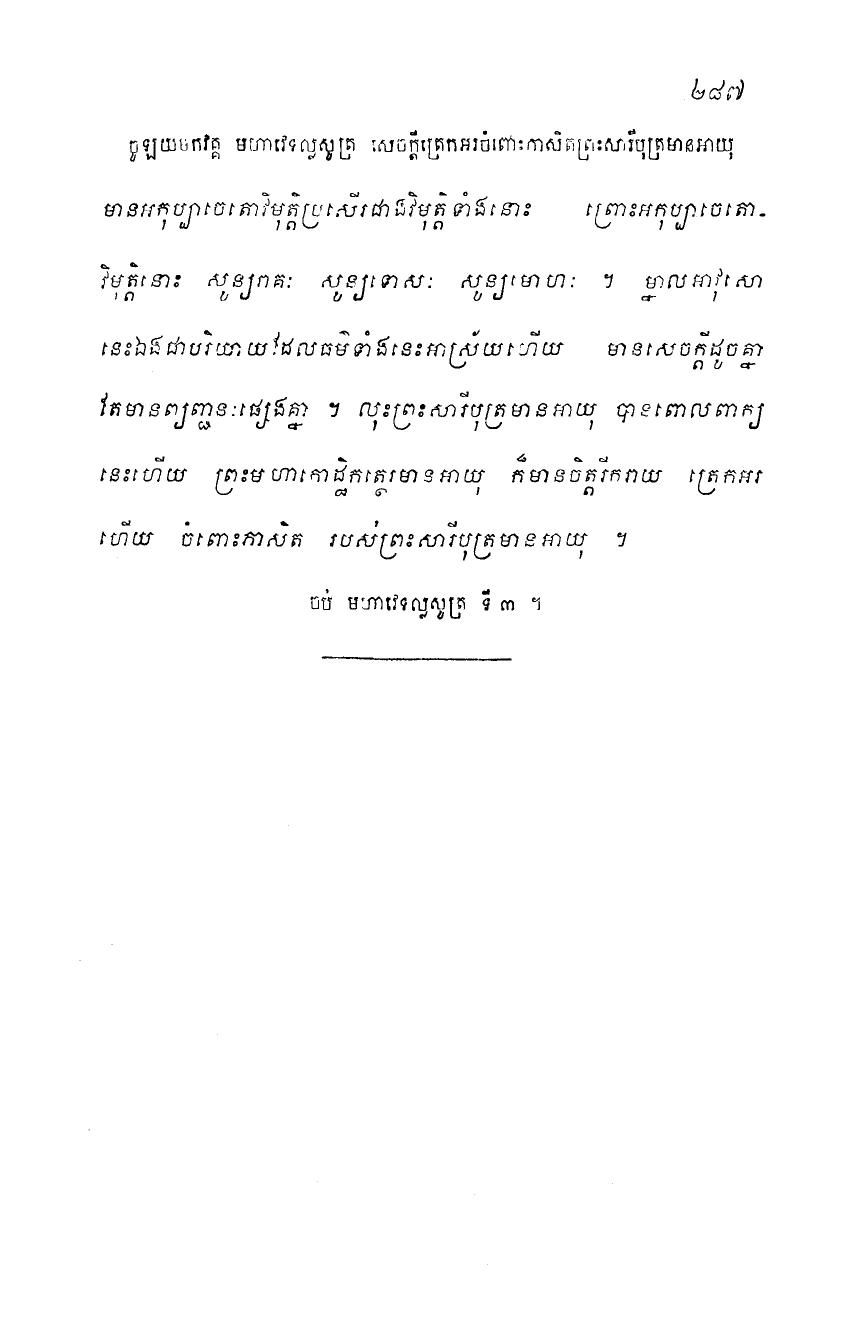 ២៨៧
ចូឡយមកវគ្គ មហាវេទល្លសូត្រ សេចក្តីត្រេកអរចំពោះភាសិតព្រះសារីបុត្រមានអាយុ
មានអកុប្បាចេតោវិមុត្តិប្រសើរជាងវិមុត្តិទាំងនោះ ព្រោះអកុប្បាចេតោ-
វិមុត្តិនោះ សូន្យរាគៈ សូន្យទោសៈ សូន្យមោហៈ ។ ម្នាលអាវុសោ
នេះឯងជាបរិយាយដែលធម៌ទាំងនេះអាស្រ័យហើយ មានសេចក្តីដូចគ្នា
តែមានព្យញ្ជនៈផ្សេងគ្នា ។ លុះព្រះសារីបុត្រមានអាយុ បានពោលពាក្យ
នេះហើយ ព្រះមហាកោដ្ឋិកត្ថេរមានអាយុ ក៏មានចិត្តរីករាយ ត្រេកអរ
ហើយ ចំពោះភាសិត របស់ព្រះសារីបុត្រមានអាយុ ។
ចប់ មហាវេទល្លសូត្រ ទី ៣ ។